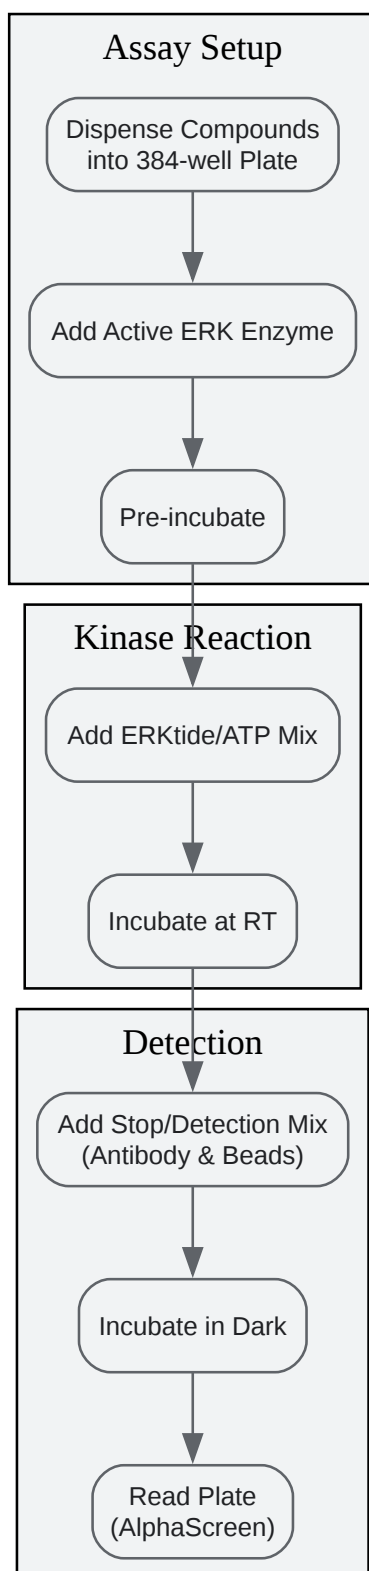 Assay Setup
Dispense Compounds
into 384-well Plate
Add Active ERK Enzyme
Pre-incubate
Kinase Reaction
Add ERKtide/ATP Mix
Incubate at RT
Detection
Add Stop/Detection Mix
(Antibody & Beads)
Incubate in Dark
Read Plate
(AlphaScreen)